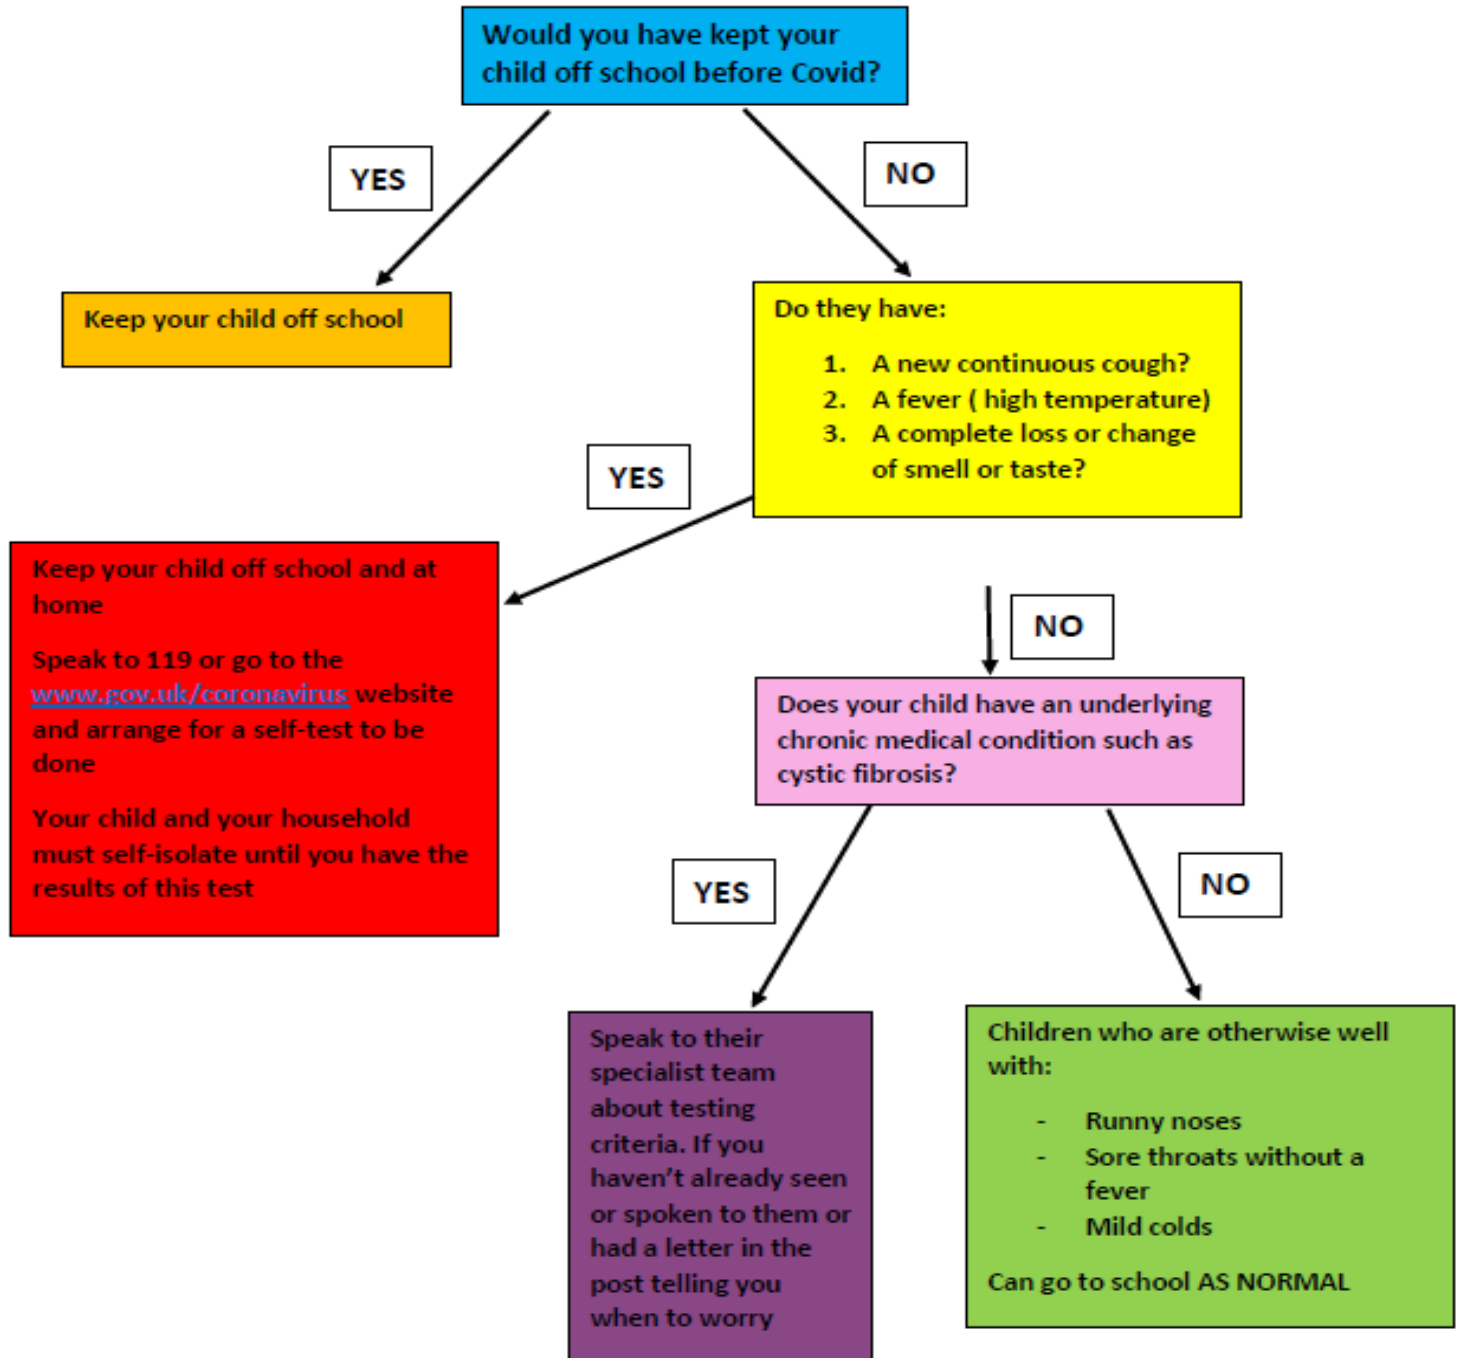 Would you have kept your
child off school before Covid?
YES
NO
Keep your child off school
Do they have:
1. A new continuous cough?
2. A fever ( high temperature)
3. A complete loss or change
of smell or taste?
YES
Keep your child off school and at
home
Speak to 119 or go to the
www.gov.uk/coronavirus website
and arrange for a self-test to be
done
Your child and your household
must self-isolate until you have the
results of this test
NO
Does your child have an underlying
chronic medical condition such as
cystic fibrosis?
YES
NO
Speak to their
specialist team
about testing
criteria. If you
haven’t already seen
or spoken to them or
had a letter in the
post telling you
when to worry
Children who are otherwise well
with:
- Runny noses
- Sore throats without a
fever
- Mild colds
Can go to school AS NORMAL